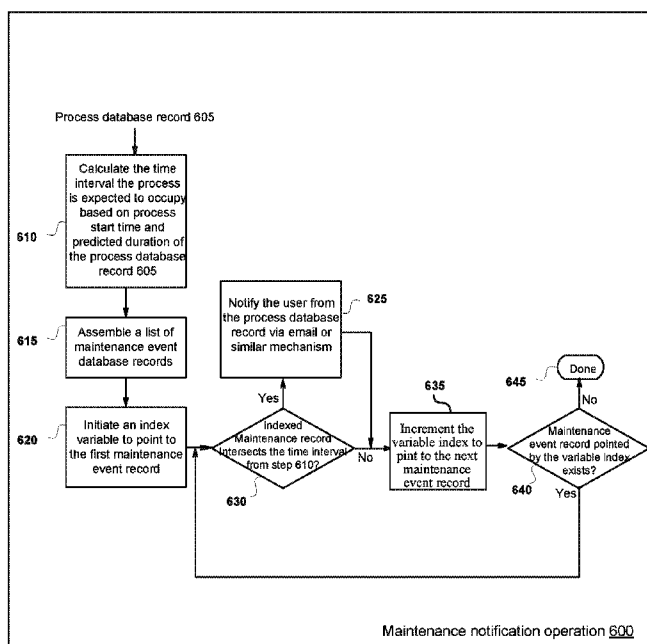 Process database record 605
Calculate the time
interval the process
is expected to occupy
based on process
start time and
predicted duration of
the process database
record 605
610
Assemble a list of
maintenance event
database records
615
Initiate an index
variable to point to
the first maintenance
event record
620
Notify the user from
the process database
record via email or
similar mechanism
625
Yes
Indexed
Maintenance record
intersects the time interval
from step 610?
630
No
635
Increment the
variable index to
pint to the next
maintenance
event record
645
Done
No
Maintenance
event record pointed
by the variable index
exists?
640
Yes
Maintenance notification operation 600